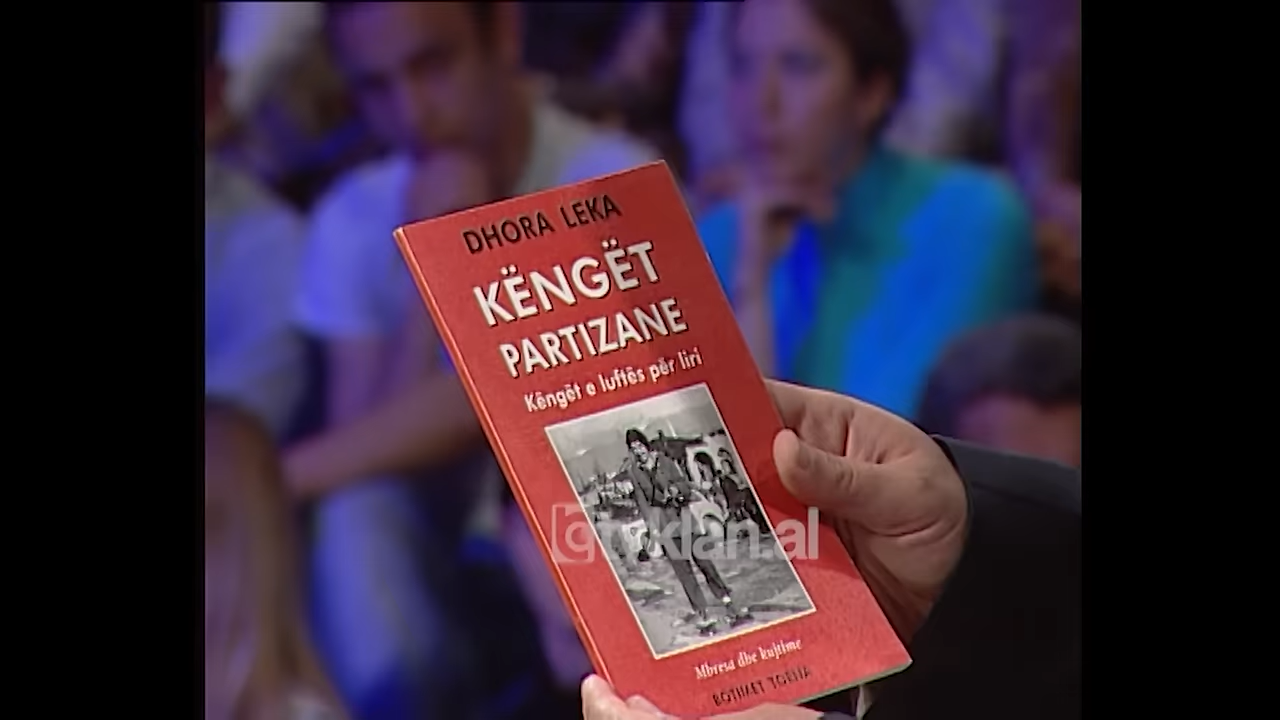 DHORA LEKA
KËNGËT
PARTIZANE
Këngët e luftës për liri
tvklan.al
Mbresa dhe kujtime
BOTIMET TOENA